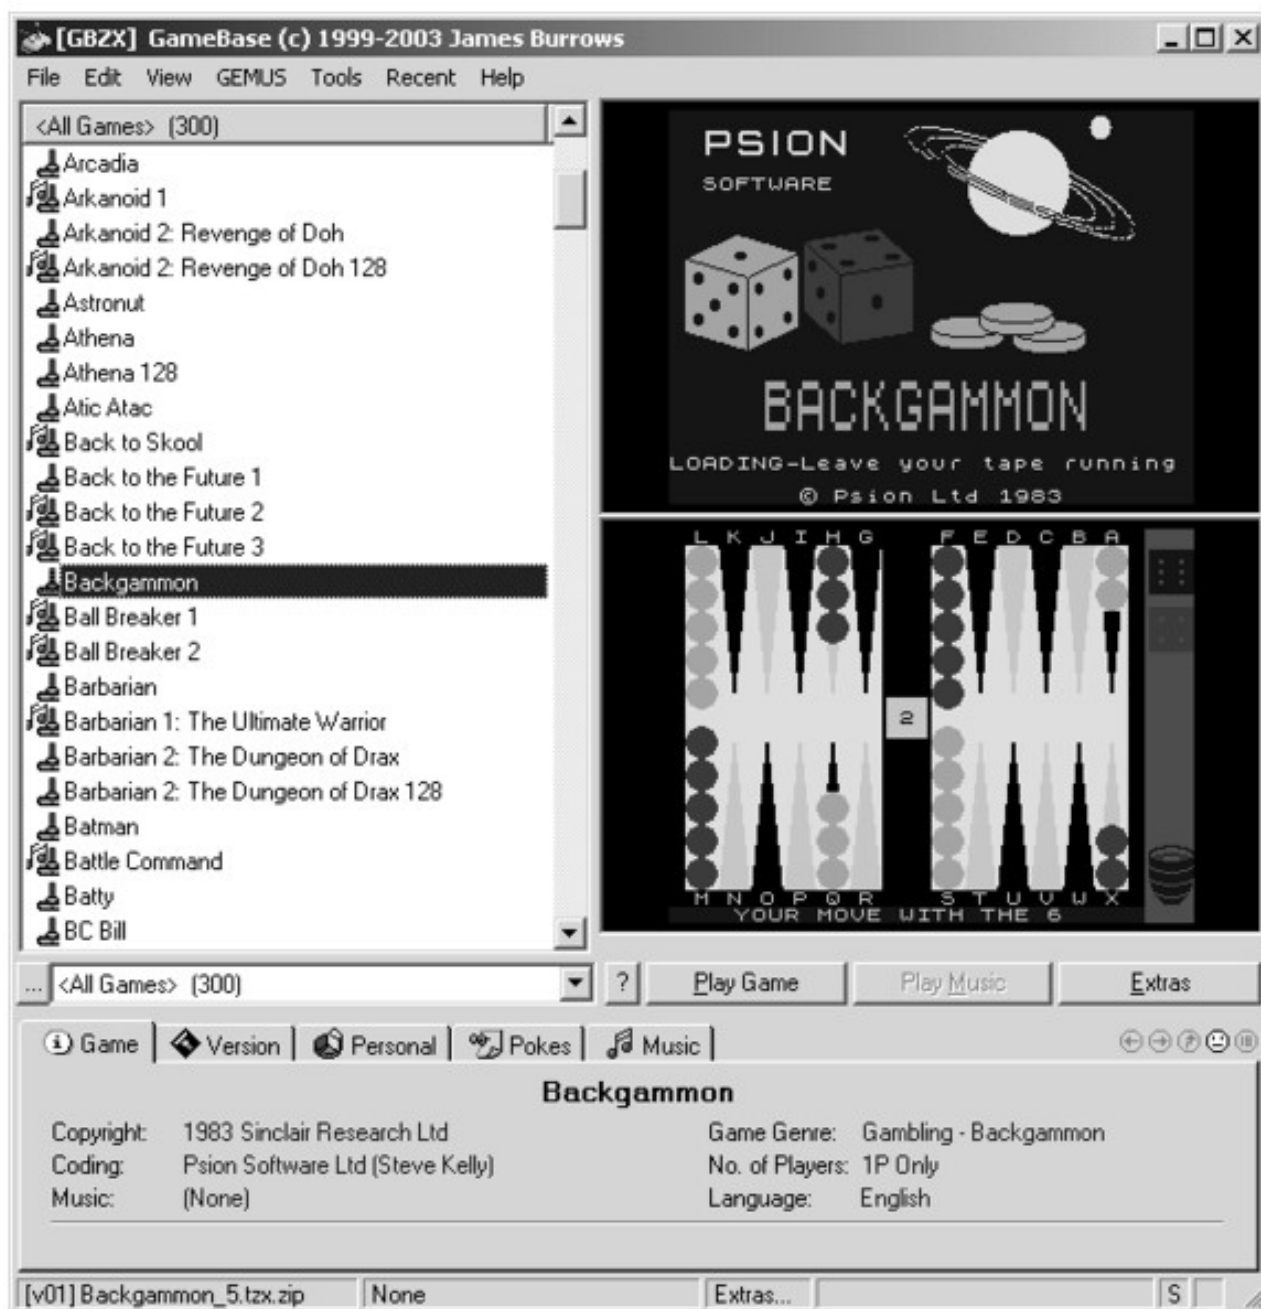 [GBZX] GameBase (c) 1999-2003 James Burrows
File Edit View GEMUS Tools Recent Help
<All Games> (300)
Arcadia
Arkanoid 1
Arkanoid 2: Revenge of Doh
Arkanoid 2: Revenge of Doh 128
Astronut
Athena
Athena 128
Atic Atac
Back to Skool
Back to the Future 1
Back to the Future 2
Back to the Future 3
Backgammon
Ball Breaker 1
Ball Breaker 2
Barbarian
Barbarian 1: The Ultimate Warrior
Barbarian 2: The Dungeon of Drax
Barbarian 2: The Dungeon of Drax 128
Batman
Battle Command
Batty
BC Bill
PSION
SOFTWARE
BACKGAMMON
LOADING-Leave your tape running
© Psion Ltd 1983
L K J I H G F E D C B A
2
M N O P Q R S T U V W X
YOUR MOVE WITH THE 6
... <All Games> (300) ? Play Game Play Music Extras
Game Version Personal Pokes Music
Backgammon
Copyright: 1983 Sinclair Research Ltd Game Genre: Gambling - Backgammon
Coding: Psion Software Ltd (Steve Kelly) No. of Players: 1P Only
Music: (None) Language: English
[v01] Backgammon_5.tzx.zip None Extras... S